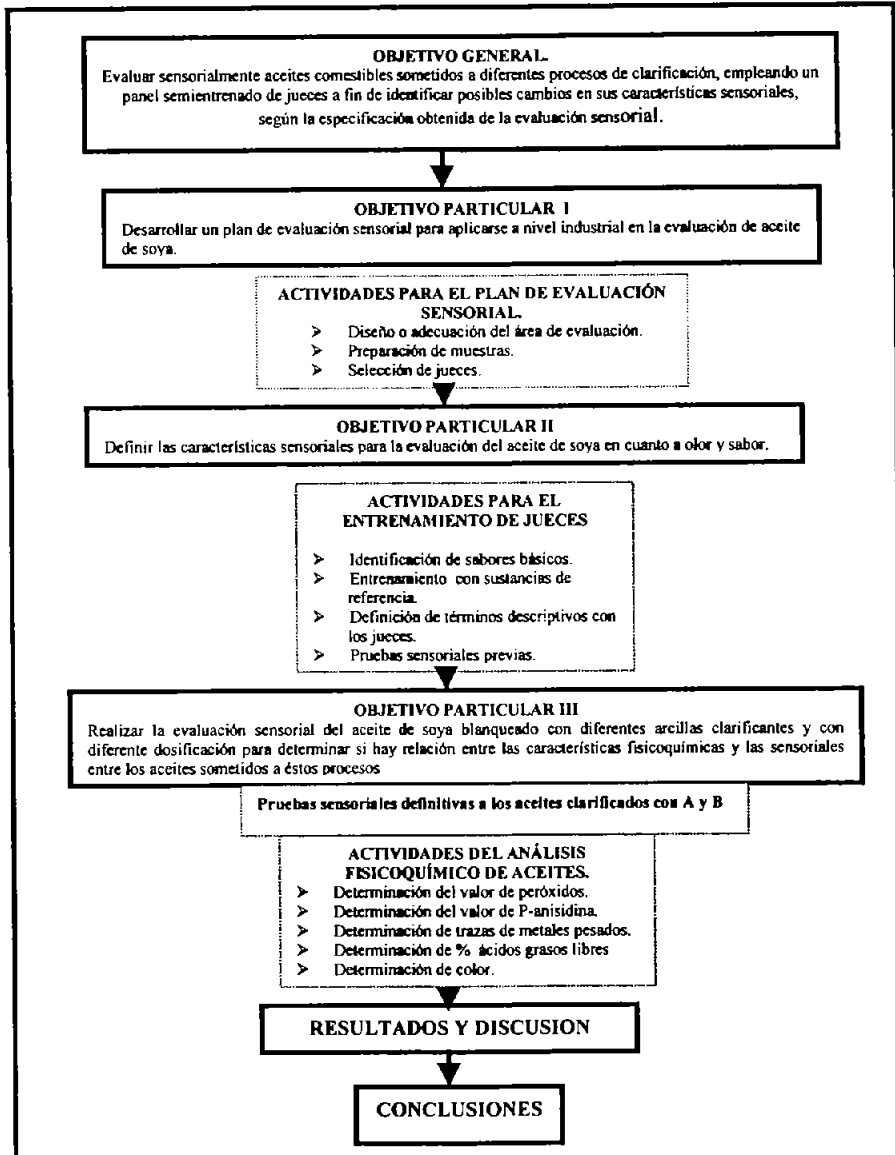 OBJETIVO GENERAL.
Evaluar sensorialmente aceites comestibles sometidos a diferentes procesos de clarificación, empleando un
panel semientrenado de jueces a fin de identificar posibles cambios en sus características sensoriales,
según la especificación obtenida de la evaluación sensorial.
OBJETIVO PARTICULAR I
Desarrollar un plan de evaluación sensorial para aplicarse a nivel industrial en la evaluación de aceite
de soya.
ACTIVIDADES PARA EL PLAN DE EVALUACIÓN
SENSORIAL.
➢ Diseño o adecuación del área de evaluación.
➢ Preparación de muestras.
➢ Selección de jueces.
OBJETIVO PARTICULAR II
Definir las características sensoriales para la evaluación del aceite de soya en cuanto a olor y sabor.
ACTIVIDADES PARA EL
ENTRENAMIENTO DE JUECES
➢ Identificación de sabores básicos.
➢ Entrenamiento con sustancias de
referencia.
➢ Definición de términos descriptivos con
los jueces.
➢ Pruebas sensoriales previas.
OBJETIVO PARTICULAR III
Realizar la evaluación sensorial del aceite de soya blanqueado con diferentes arcillas clarificantes y con
diferente dosificación para determinar si hay relación entre las características fisicoquímicas y las sensoriales
entre los aceites sometidos a éstos procesos
Pruebas sensoriales definitivas a los aceites clarificados con A y B
ACTIVIDADES DEL ANÁLISIS
FISICOQUÍMICO DE ACEITES.
➢ Determinación del valor de peróxidos.
➢ Determinación del valor de P-anisidina.
➢ Determinación de trazas de metales pesados.
➢ Determinación de % ácidos grasos libres
➢ Determinación de color.
RESULTADOS Y DISCUSION
CONCLUSIONES